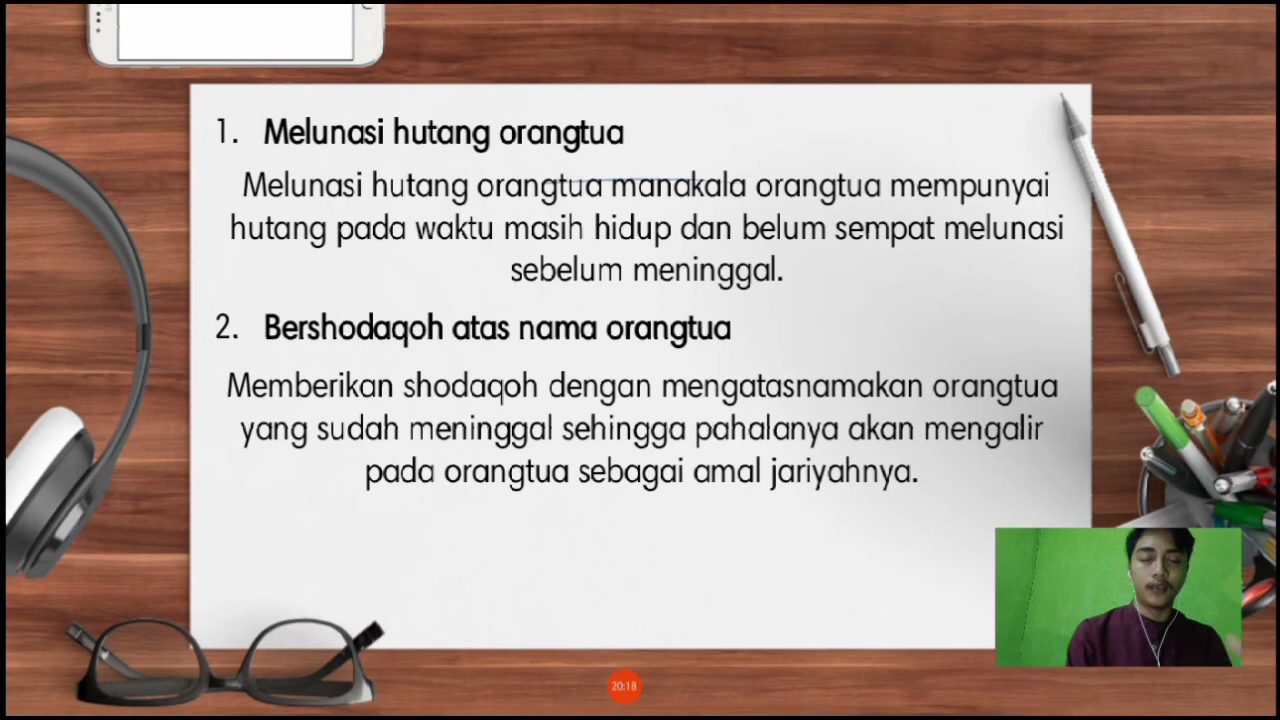 1. Melunasi hutang orangtua
Melunasi hutang orangtua manakala orangtua mempunyai
hutang pada waktu masih hidup dan belum sempat melunasi
sebelum meninggal.
2. Bershodaqoh atas nama orangtua
Memberikan shodaqoh dengan mengatasnamakan orangtua
yang sudah meninggal sehingga pahalanya akan mengalir
pada orangtua sebagai amal jariyahnya.
20:18